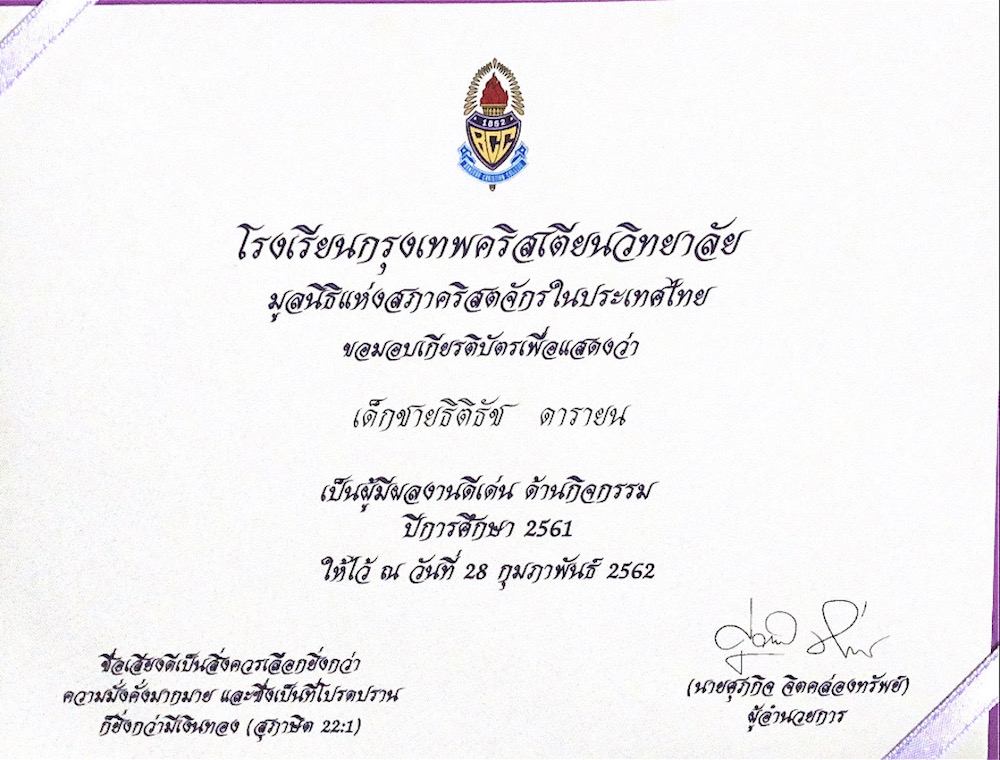 1852
BCC
BANGKOK CHRISTIAN COLLEGE
โรงเรียนกรุงเทพคริสเตียนวิทยาลัย
มูลนิธิแห่งสภาคริสตจักรในประเทศไทย
ขอมอบเกียรติบัตรเพื่อแสดงว่า
เด็กชายธิติธัช ดารายน
เป็นผู้มีผลงานดีเด่น ด้านกิจกรรม
ปีการศึกษา 2561
ให้ไว้ ณ วันที่ 28 กุมภาพันธ์ 2562
ชื่อเสียงดีเป็นสิ่งควรเลือกยิ่งกว่า
ความมั่งคั่งมากมาย และซึ่งเป็นที่โปรดปราน
ก็ยิ่งกว่ามีเงินทอง (สุภาษิต 22:1)
(นายศุภกิจ จิตคล่องทรัพย์)
ผู้อำนวยการ